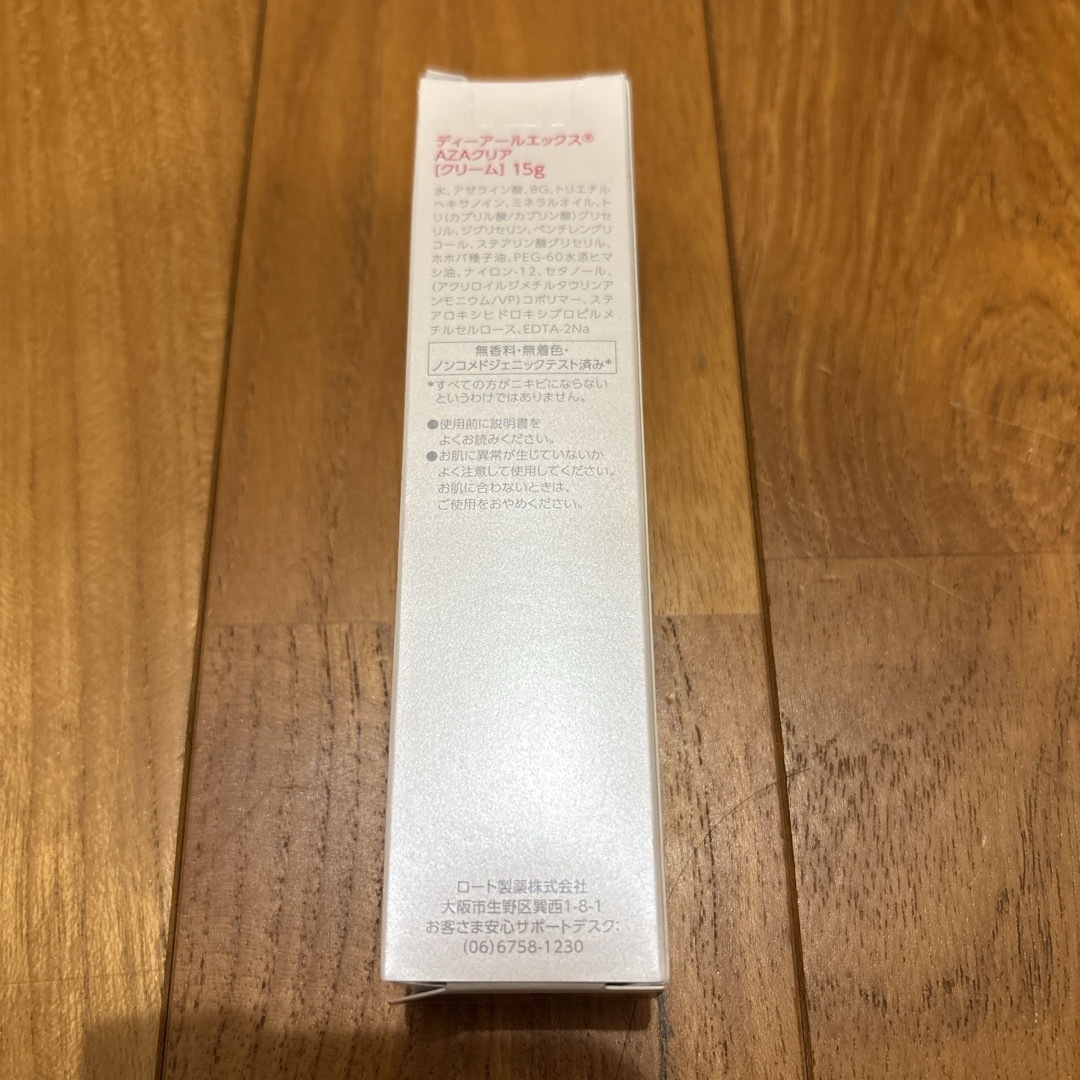 ディーアールエックス®
AZAクリア
[クリーム] 15g
水、アゼライン酸、BG、トリエチル
ヘキサノイン、ミネラルオイル、ト
リ(カプリル酸/カプリン酸)グリセ
リル、ジグリセリン、ペンチレングリ
コール、ステアリン酸グリセリル、
ホホバ種子油、PEG-60水添ヒマ
シ油、ナイロン-12、セタノール、
(アクリロイルジメチルタウリンア
ンモニウム/VP)コポリマー、ステ
アロキシヒドロキシプロピルメ
チルセルロース、EDTA-2Na
無香料・無着色・
ノンコメドジェニックテスト済み*
*すべての方がニキビにならない
というわけではありません。
●使用前に説明書を
よくお読みください。
●お肌に異常が生じていないか
よく注意して使用してください。
お肌に合わないときは、
ご使用をおやめください。
ロート製薬株式会社
大阪市生野区巽西1-8-1
お客さま安心サポートデスク:
(06)6758-1230